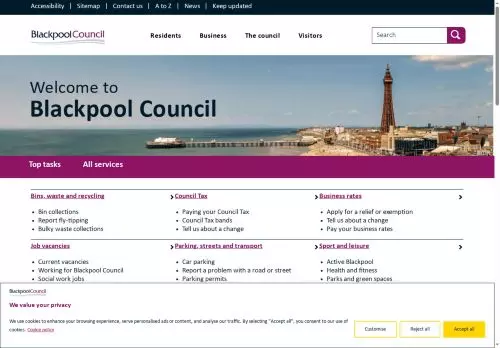 Accessibility | Sitemap | Contact us | A to Z | News | Keep updated
BlackpoolCouncil
Residents Business The council Visitors
Search
Welcome to
Blackpool Council
Top tasks All services
Bins, waste and recycling
Bin collections
Report fly-tipping
Bulky waste collections
Council Tax
Paying your Council Tax
Council Tax bands
Tell us about a change
Business rates
Apply for a relief or exemption
Tell us about a change
Pay your business rates
Job vacancies
Current vacancies
Working for Blackpool Council
Social work jobs
Parking, streets and transport
Car parking
Report a problem with a road or street
Parking permits
Sport and leisure
Active Blackpool
Health and fitness
Parks and green spaces
BlackpoolCouncil
We value your privacy
We use cookies to enhance your browsing experience, serve personalised ads or content, and analyse our traffic. By selecting "Accept all", you consent to our use of
cookies. Cookie policy
Customise
Reject all
Accept all